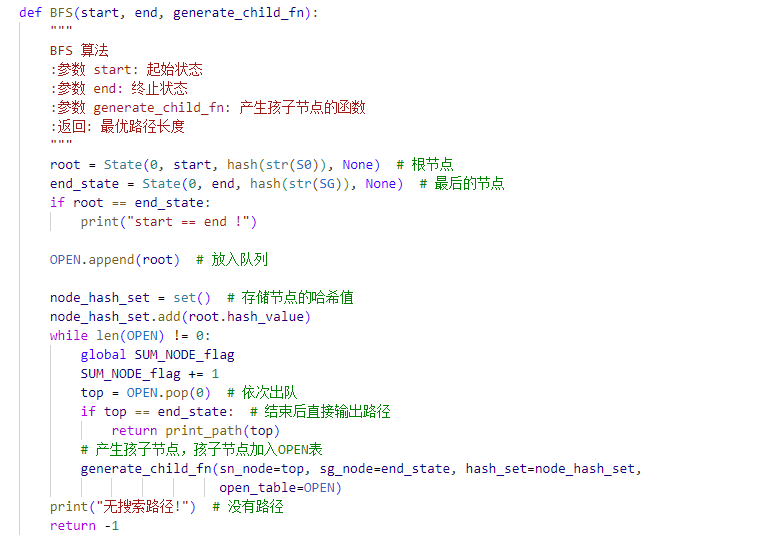 def BFS(start, end, generate_child_fn):
    """
    BFS 算法
    :参数 start: 起始状态
    :参数 end: 终止状态
    :参数 generate_child_fn: 产生孩子节点的函数
    :返回: 最优路径长度
    """
    root = State(0, start, hash(str(S0)), None)  # 根节点
    end_state = State(0, end, hash(str(SG)), None)  # 最后的节点
    if root == end_state:
        print("start == end !")

    OPEN.append(root)  # 放入队列

    node_hash_set = set()  # 存储节点的哈希值
    node_hash_set.add(root.hash_value)
    while len(OPEN) != 0:
        global SUM_NODE_flag
        SUM_NODE_flag += 1
        top = OPEN.pop(0)  # 依次出队
        if top == end_state:  # 结束后直接输出路径
            return print_path(top)
        # 产生孩子节点，孩子节点加入OPEN表
        generate_child_fn(sn_node=top, sg_node=end_state, hash_set=node_hash_set,
                          open_table=OPEN)
    print("无搜索路径!")  # 没有路径
    return -1